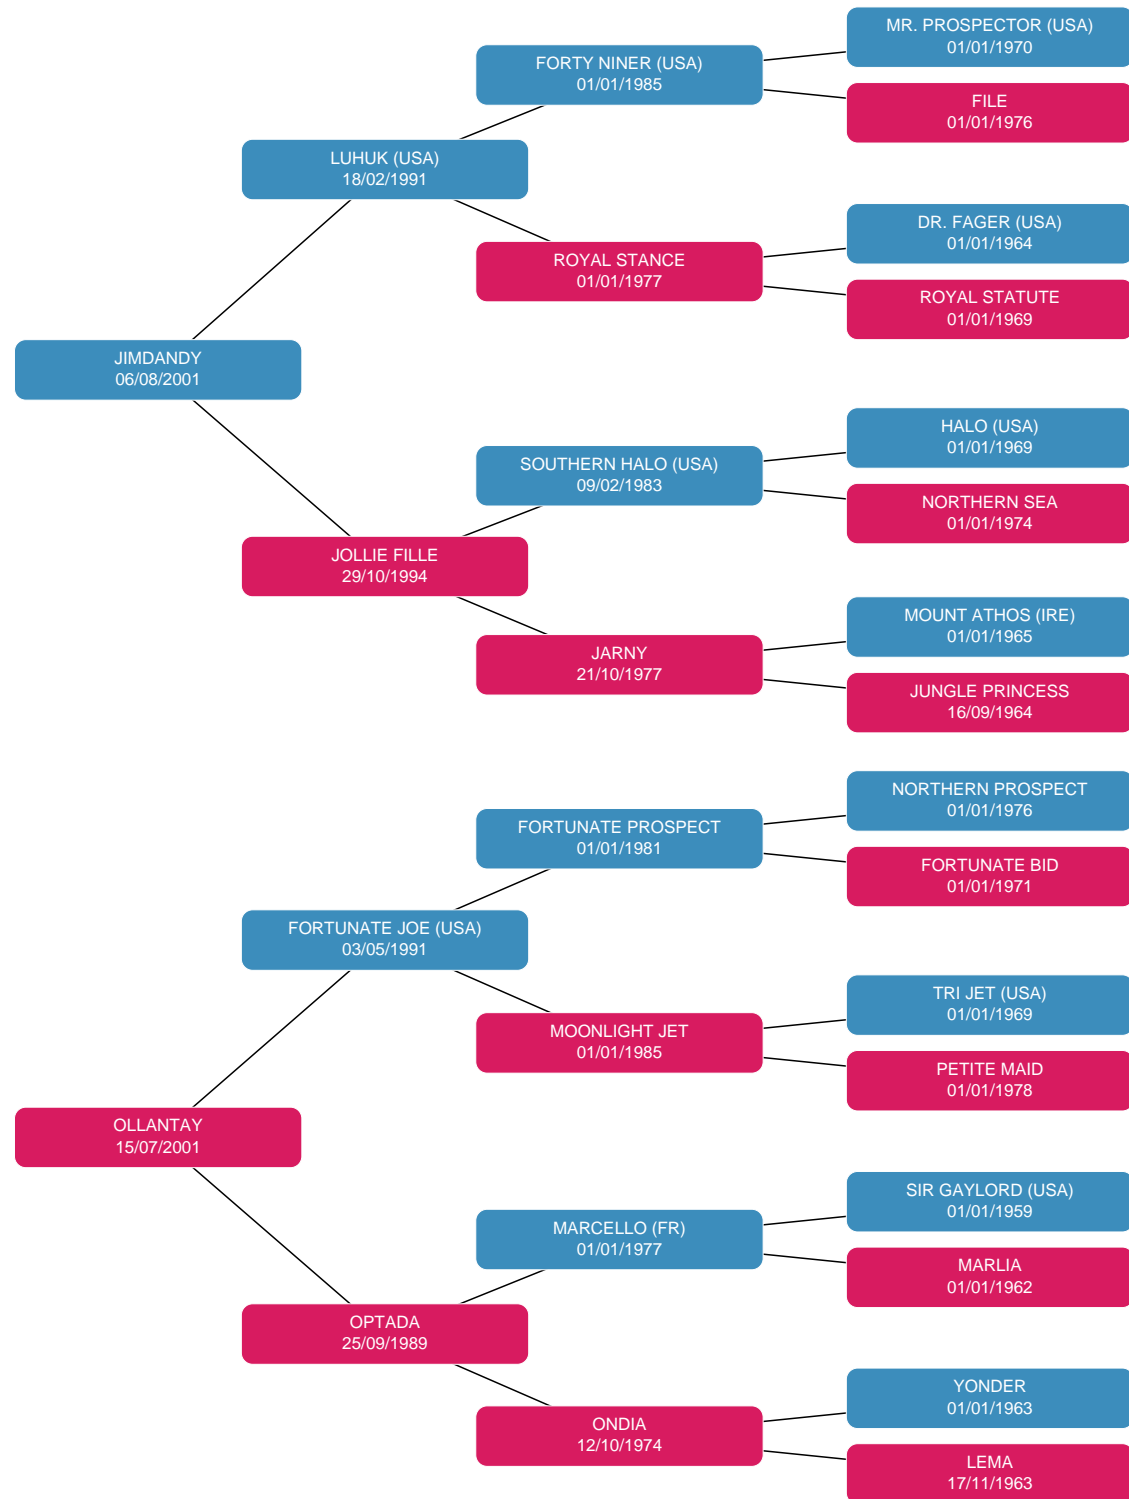 MR. PROSPECTOR (USA)
01/01/1970
FORTY NINER (USA)
01/01/1985
FILE
01/01/1976
LUHUK (USA)
18/02/1991
DR. FAGER (USA)
01/01/1964
ROYAL STANCE
01/01/1977
ROYAL STATUTE
01/01/1969
JIMDANDY
06/08/2001
HALO (USA)
01/01/1969
SOUTHERN HALO (USA)
09/02/1983
NORTHERN SEA
01/01/1974
JOLLIE FILLE
29/10/1994
MOUNT ATHOS (IRE)
01/01/1965
JARNY
21/10/1977
JUNGLE PRINCESS
16/09/1964
NORTHERN PROSPECT
01/01/1976
FORTUNATE PROSPECT
01/01/1981
FORTUNATE BID
01/01/1971
FORTUNATE JOE (USA)
03/05/1991
TRI JET (USA)
01/01/1969
MOONLIGHT JET
01/01/1985
PETITE MAID
01/01/1978
OLLANTAY
15/07/2001
SIR GAYLORD (USA)
01/01/1959
MARCELLO (FR)
01/01/1977
MARLIA
01/01/1962
OPTADA
25/09/1989
YONDER
01/01/1963
ONDIA
12/10/1974
LEMA
17/11/1963